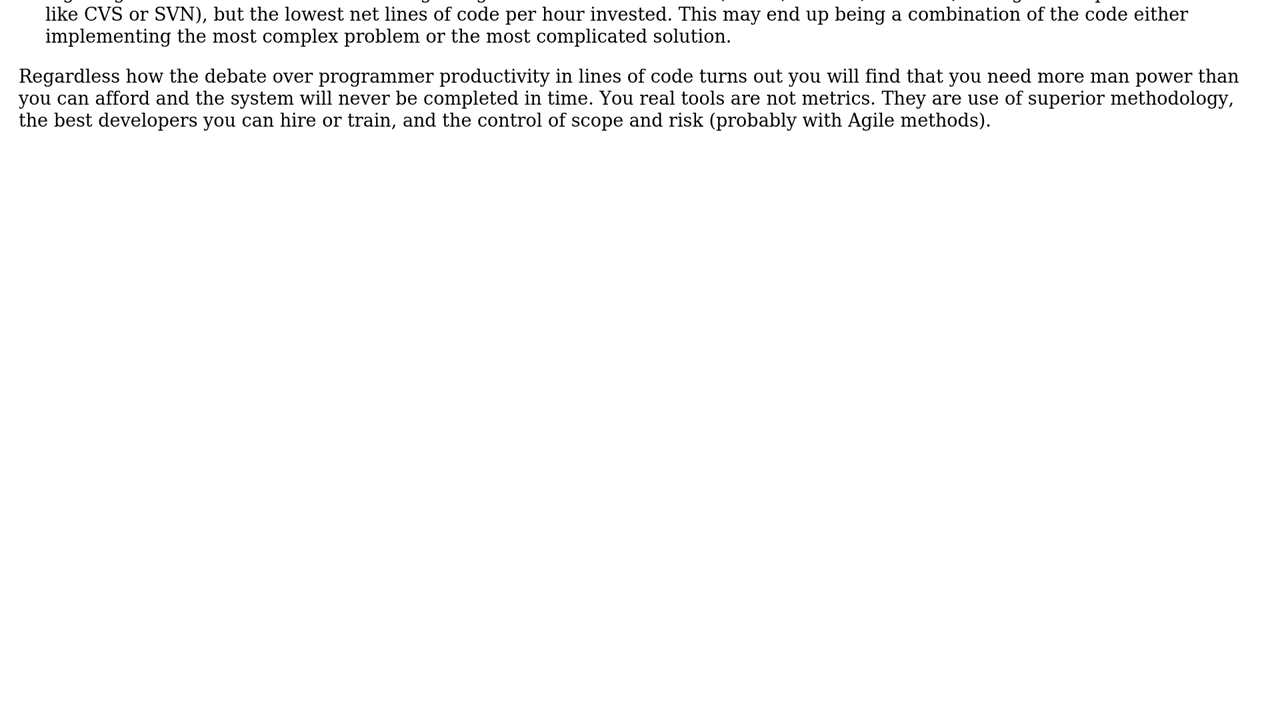 like CVS or SVN), but the lowest net lines of code per hour invested. This may end up being a combination of the code either
implementing the most complex problem or the most complicated solution.
Regardless how the debate over programmer productivity in lines of code turns out you will find that you need more man power than
you can afford and the system will never be completed in time. You real tools are not metrics. They are use of superior methodology,
the best developers you can hire or train, and the control of scope and risk (probably with Agile methods).